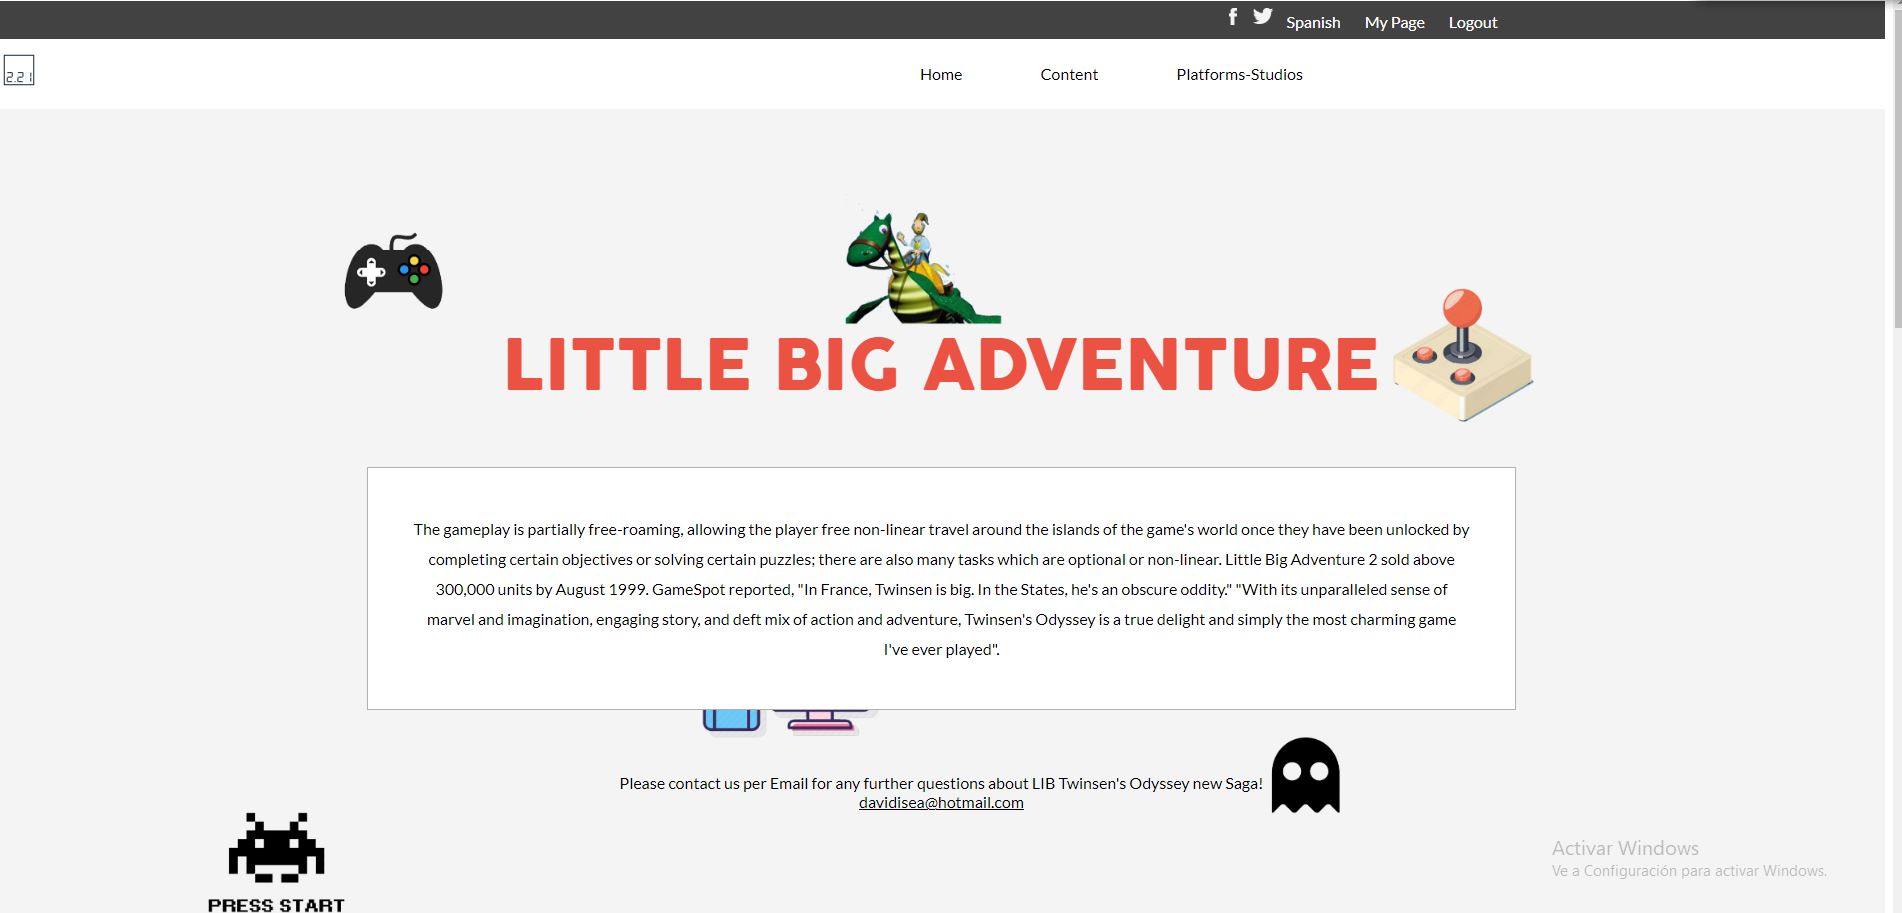 Spanish My Page Logout
2.21
Home Content Platforms-Studios
LITTLE BIG ADVENTURE
The gameplay is partially free-roaming, allowing the player free non-linear travel around the islands of the game's world once they have been unlocked by
completing certain objectives or solving certain puzzles; there are also many tasks which are optional or non-linear. Little Big Adventure 2 sold above
300,000 units by August 1999. GameSpot reported, "In France, Twinsen is big. In the States, he's an obscure oddity." "With its unparalleled sense of
marvel and imagination, engaging story, and deft mix of action and adventure, Twinsen's Odyssey is a true delight and simply the most charming game
I've ever played".
Please contact us per Email for any further questions about LIB Twinsen's Odyssey new Saga!
davidisea@hotmail.com
Activar Windows
Ve a Configuración para activar Windows.
PRESS START